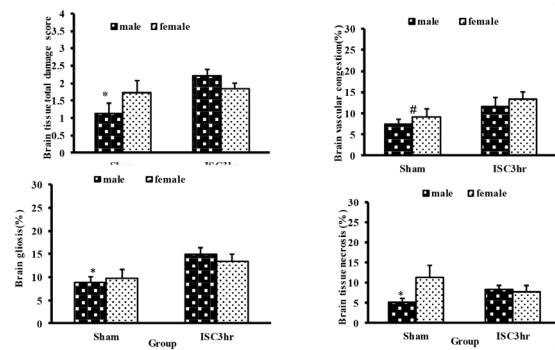 male female
Brain tissue total damage score
4
3.5
3
2.5
2
1.5
1
0.5
0
*
Sham ISC3hr
male female
Brain vascular congestion(%)
30
25
20
15
10
5
0
#
Sham ISC3hr
male female
Brain gliosis(%)
30
25
20
15
10
5
0
*
Sham ISC3hr
Group
male female
Brain tissue necrosis (%)
30
25
20
15
10
5
0
*
Sham ISC3hr
Group